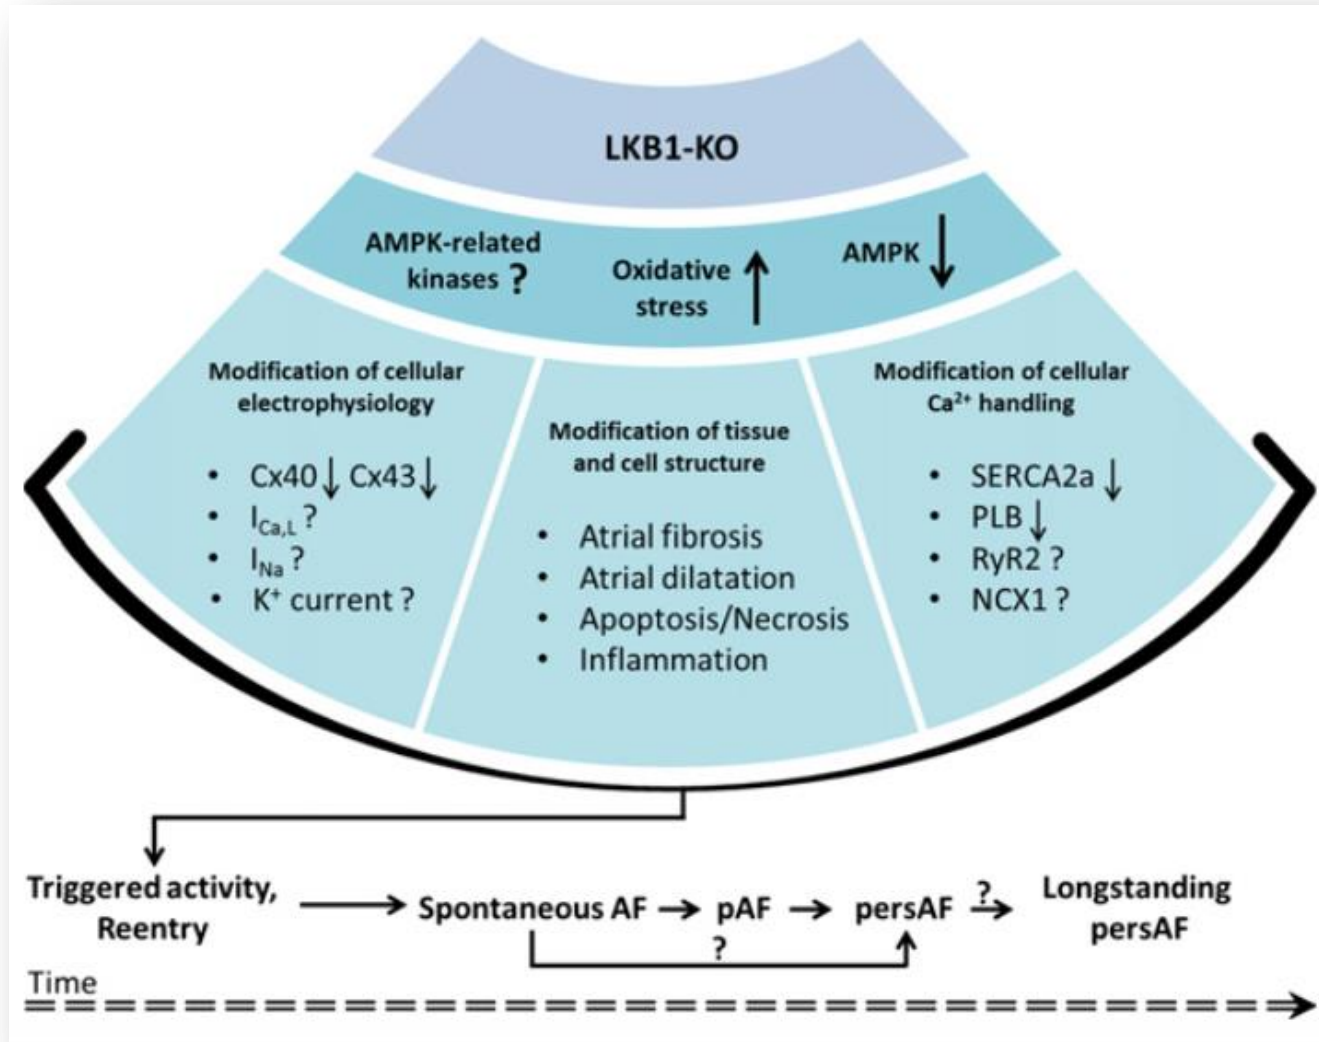 LKB1-KO
AMPK-related
kinases ?
Oxidative
stress ↑
AMPK ↓
Modification of cellular
electrophysiology
• Cx40↓ Cx43↓
• I_Ca,L ?
• I_Na ?
• K⁺ current ?
Modification of tissue
and cell structure
• Atrial fibrosis
• Atrial dilatation
• Apoptosis/Necrosis
• Inflammation
Modification of cellular
Ca²⁺ handling
• SERCA2a ↓
• PLB ↓
• RyR2 ?
• NCX1 ?
Triggered activity,
Reentry
Spontaneous AF → pAF → persAF ? →
?
Longstanding
persAF
Time